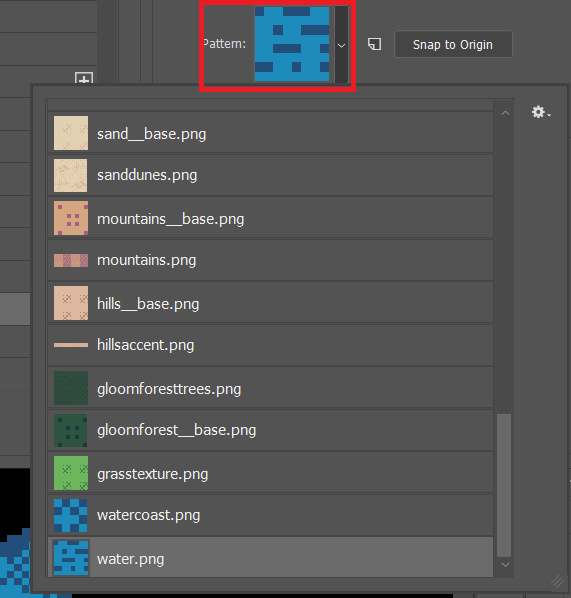 Pattern:
Snap to Origin
sand__base.png
sanddunes.png
mountains__base.png
mountains.png
hills__base.png
hillsaccent.png
gloomforesttrees.png
gloomforest__base.png
grasstexture.png
watercoast.png
water.png